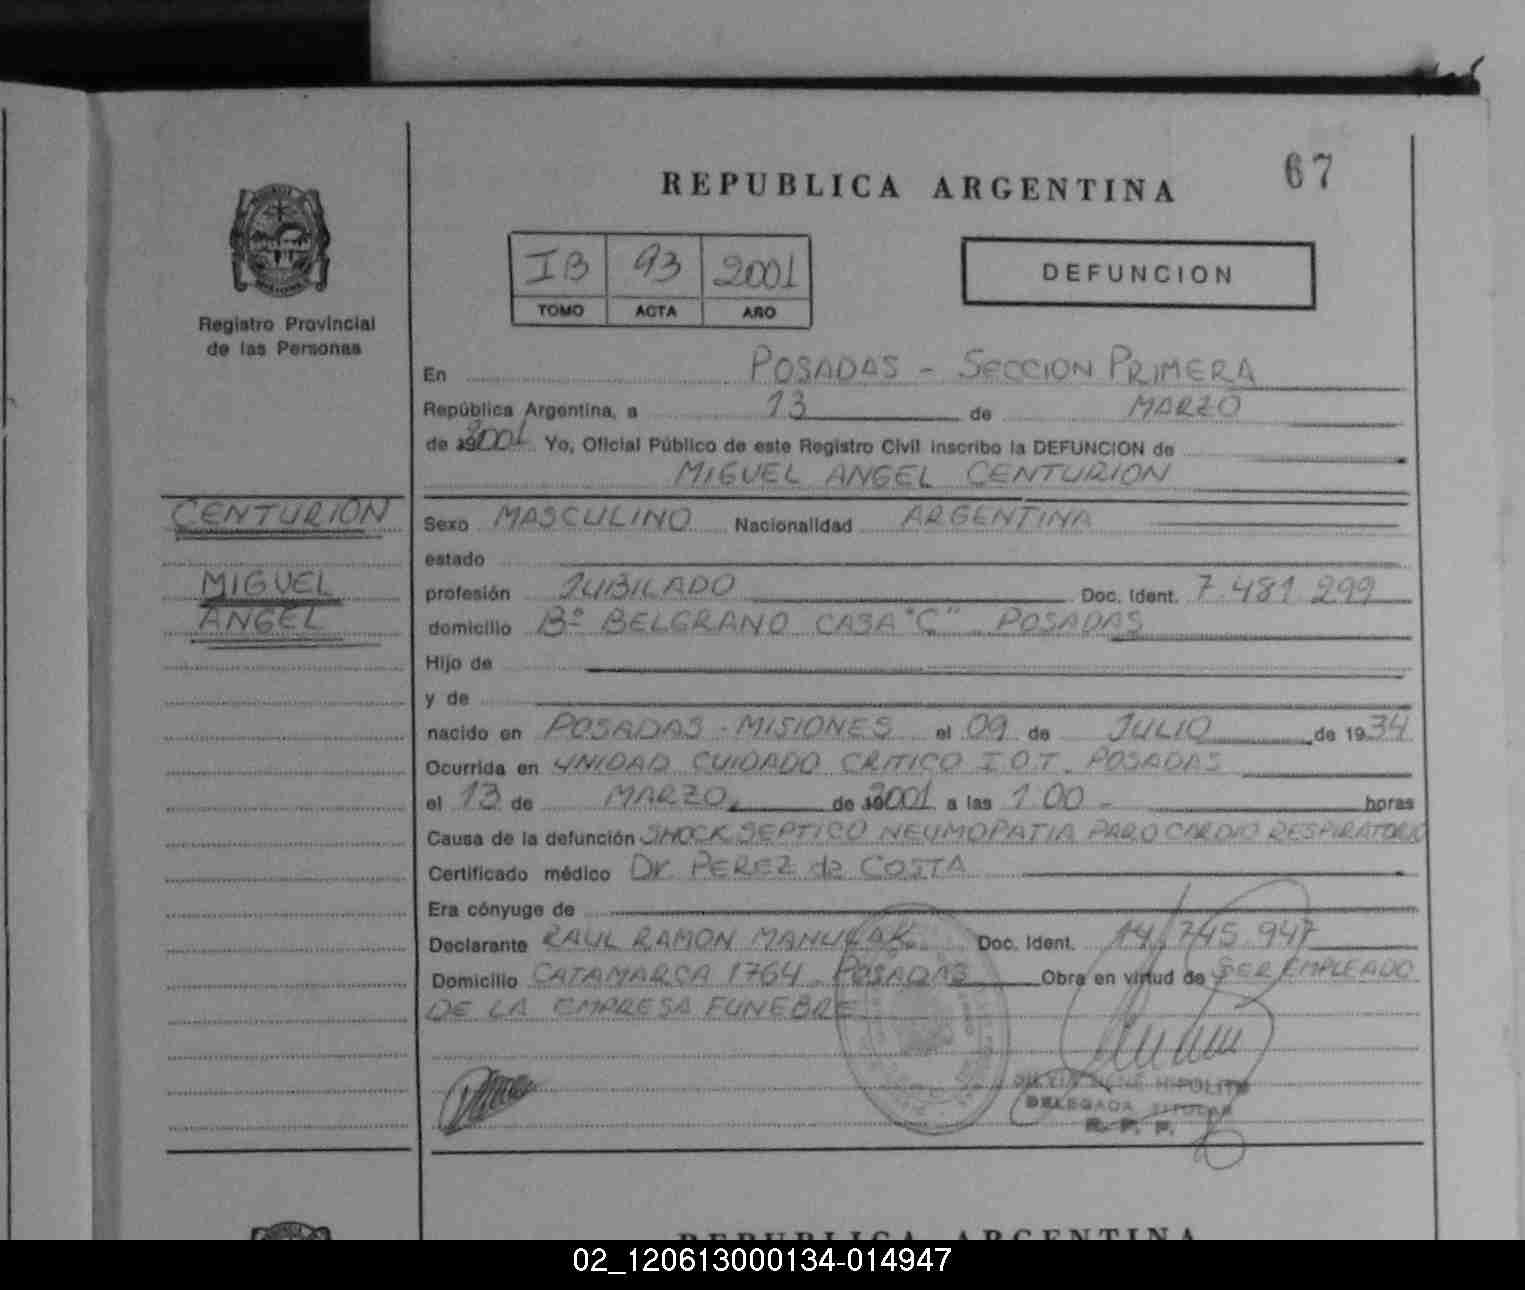 67
REPUBLICA ARGENTINA
IB 93 2001
TOMO ACTA AÑO
DEFUNCION
Registro Provincial
de las Personas
En POSADAS - SECCION PRIMERA
República Argentina, a 13 de MARZO
de 2001 Yo, Oficial Público de este Registro Civil inscribo la DEFUNCION de
MIGUEL ANGEL CENTURION
CENTURION
MIGUEL
ANGEL
Sexo MASCULINO Nacionalidad ARGENTINA
estado
profesión JUBILADO Doc. Ident. 7.481.299
domicilio Bº BELGRANO CASA "C" POSADAS
Hijo de
y de
nacido en POSADAS - MISIONES el 09 de JULIO de 1934
Ocurrida en UNIDAD CUIDADO CRITICO I.O.T. POSADAS
el 13 de MARZO de 2001 a las 1.00 - horas
Causa de la defunción SHOCK SEPTICO NEUMOPATIA PARO CARDIO RESPIRATORIO
Certificado médico Dr. PEREZ da COSTA
Era cónyuge de
Declarante RAUL RAMON Doc. Ident. 14.745.947
Domicilio CATAMARCA 1764 - POSADAS Obra en virtud de SER EMPLEADO
DE LA EMPRESA FUNEBRE
HIPOLITO
DELEGADA TITULAR
R. P. P.
REPUBLICA ARGENTINA
02_120613000134-014947